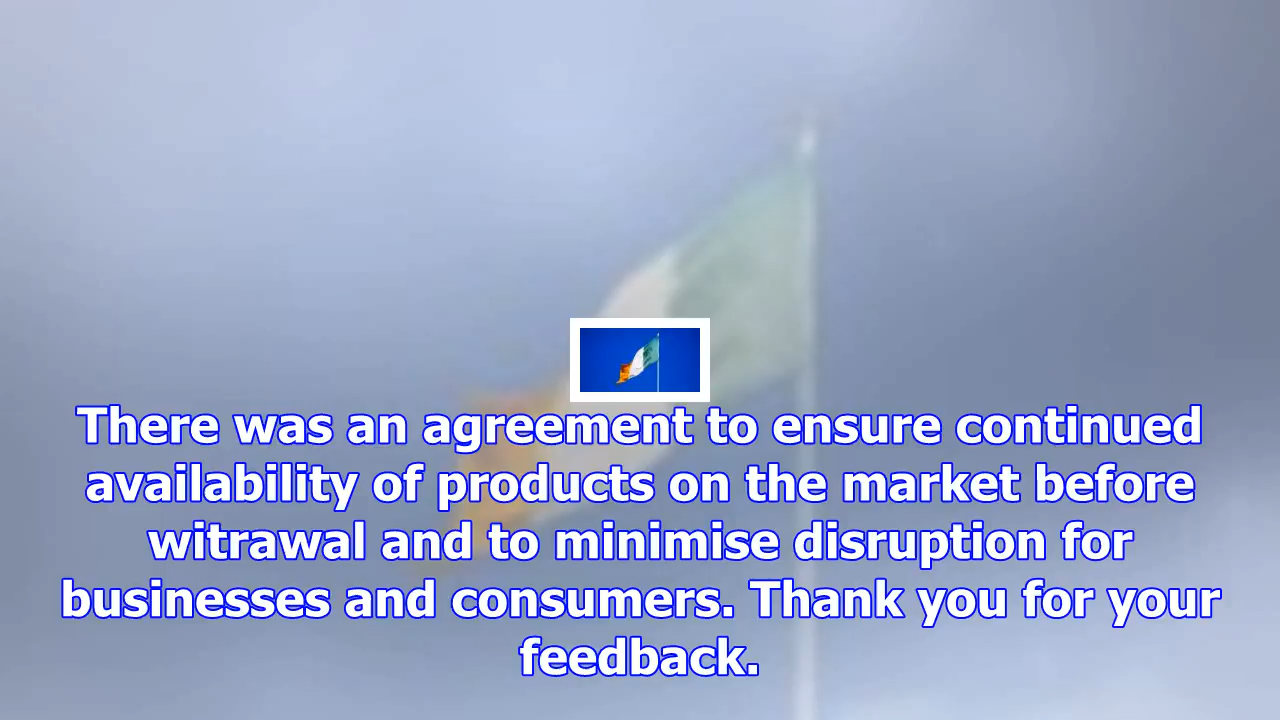 There was an agreement to ensure continued
availability of products on the market before
witrawal and to minimise disruption for
businesses and consumers. Thank you for your
feedback.